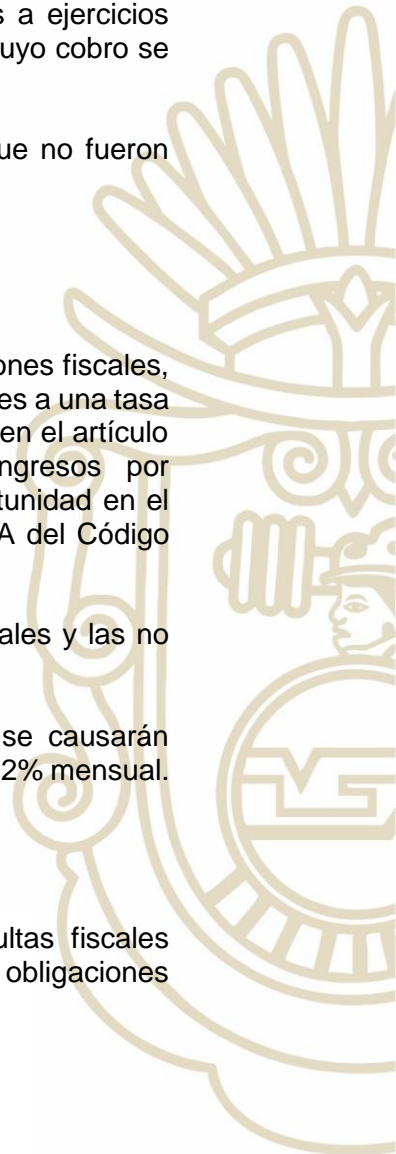 s a ejercicios
uyo cobro se
ue no fueron
ones fiscales,
es a una tasa
en el artículo
ngresos por
tunidad en el
A del Código
ales y las no
se causarán
2% mensual.
ultas fiscales
obligaciones